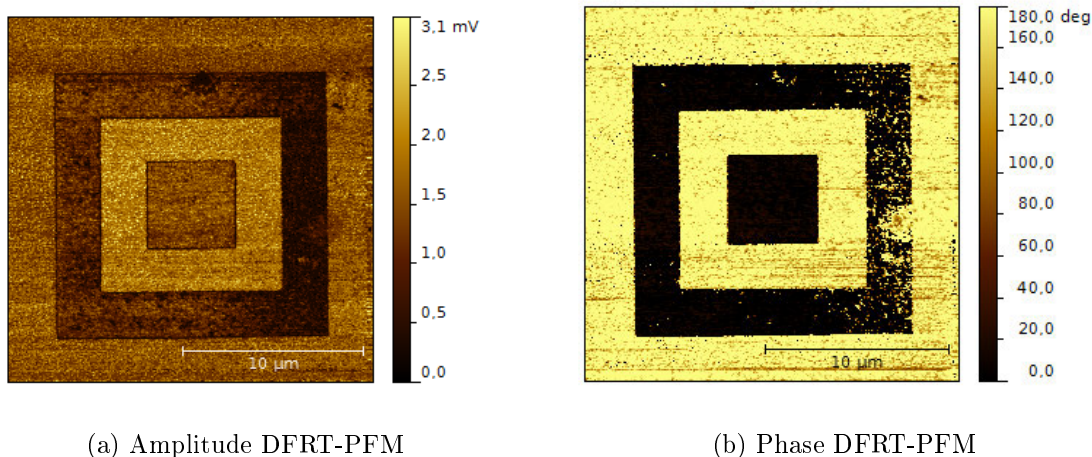 3,1 mV
2,5
2,0
1,5
1,0
0,5
0,0
10 μm
180,0 deg
160,0
140,0
120,0
100,0
80,0
60,0
40,0
20,0
0,0
10 μm
(a) Amplitude DFRT-PFM
(b) Phase DFRT-PFM